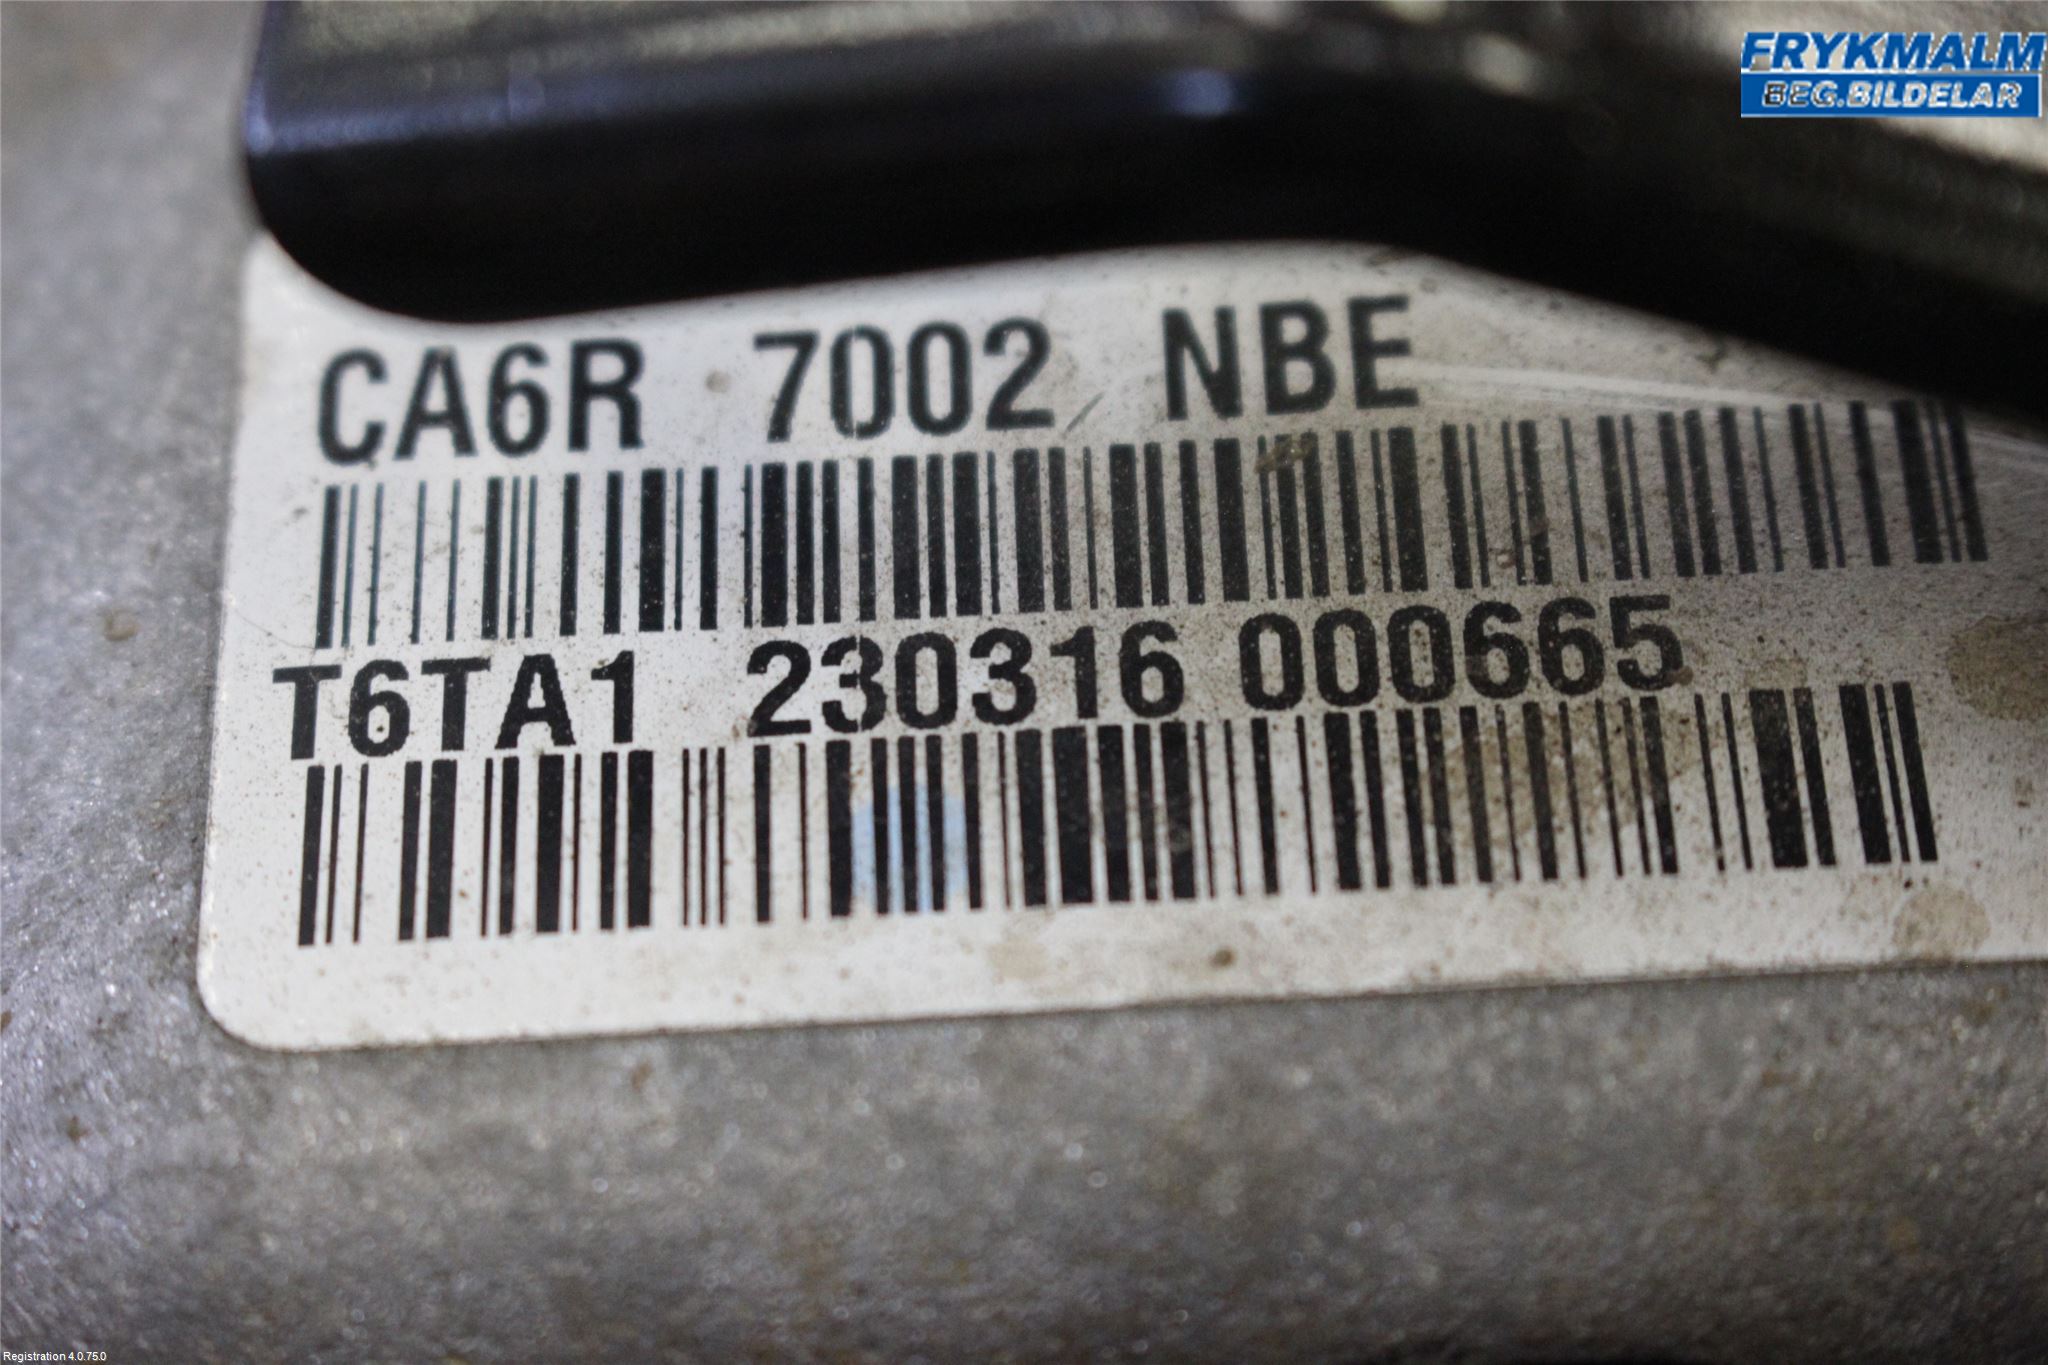 FRYKMALM
BEG.BILDELAR
CA6R 7002 NBE
T6TA1 230316 000665
Registration 4.0.75.0